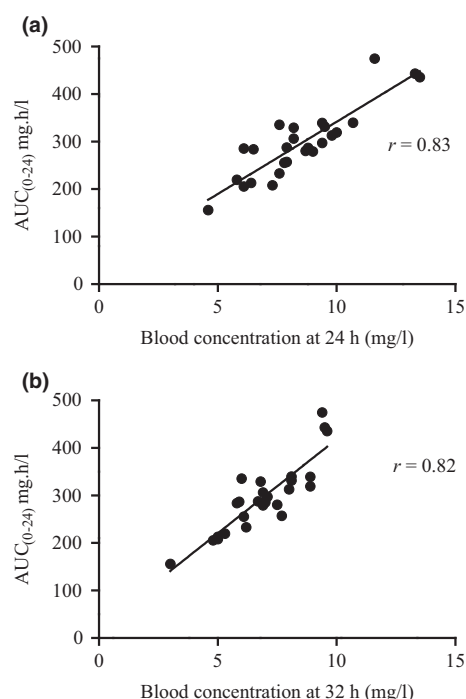 (a)
500
400
300
200
100
0
AUC(0-24) mg.h/l
r = 0.83
0 5 10 15
Blood concentration at 24 h (mg/l)
(b)
500
400
300
200
100
0
AUC(0-24) mg.h/l
r = 0.82
0 5 10 15
Blood concentration at 32 h (mg/l)